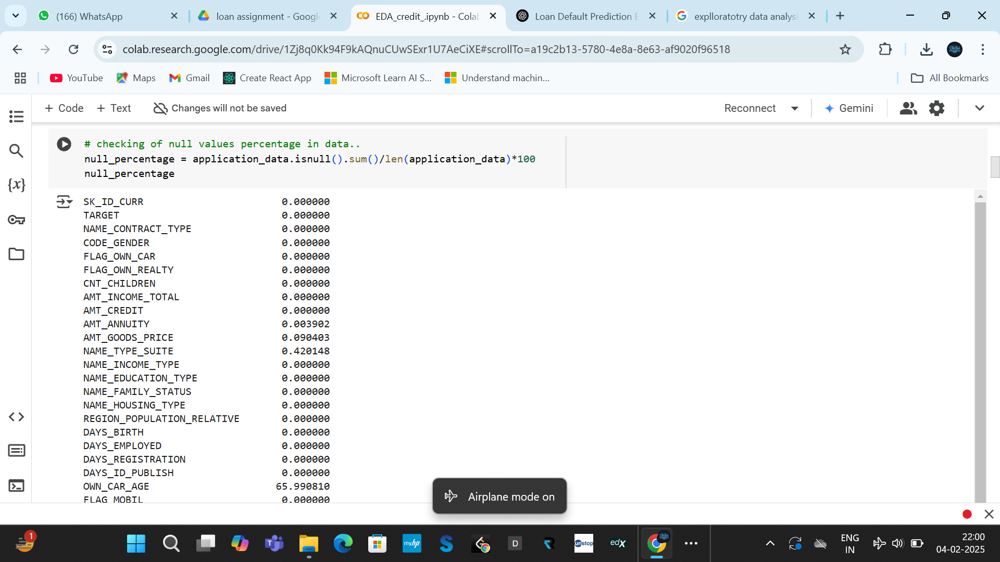 (166) WhatsApp
loan assignment - Googl
EDA_credit_.ipynb - Cola
Loan Default Prediction E
explloratotry data analysi
colab.research.google.com/drive/1Zj8q0Kk94F9kAQnuCUwSExr1U7AeCiXE#scrollTo=a19c2b13-5780-4e8a-8e63-af9020f96518
YouTube
Maps
Gmail
Create React App
Microsoft Learn AI S...
Understand machin...
All Bookmarks
+ Code
+ Text
Changes will not be saved
Reconnect
Gemini
# checking of null values percentage in data..
null_percentage = application_data.isnull().sum()/len(application_data)*100
null_percentage
{x}
SK_ID_CURR 0.000000
TARGET 0.000000
NAME_CONTRACT_TYPE 0.000000
CODE_GENDER 0.000000
FLAG_OWN_CAR 0.000000
FLAG_OWN_REALTY 0.000000
CNT_CHILDREN 0.000000
AMT_INCOME_TOTAL 0.000000
AMT_CREDIT 0.000000
AMT_ANNUITY 0.003902
AMT_GOODS_PRICE 0.090403
NAME_TYPE_SUITE 0.420148
NAME_INCOME_TYPE 0.000000
NAME_EDUCATION_TYPE 0.000000
NAME_FAMILY_STATUS 0.000000
NAME_HOUSING_TYPE 0.000000
REGION_POPULATION_RELATIVE 0.000000
DAYS_BIRTH 0.000000
DAYS_EMPLOYED 0.000000
DAYS_REGISTRATION 0.000000
DAYS_ID_PUBLISH 0.000000
OWN_CAR_AGE 65.990810
FLAG_MOBIL 0.000000
Airplane mode on
1
myhp
D
unstop
edX
ENG
IN
22:00
04-02-2025